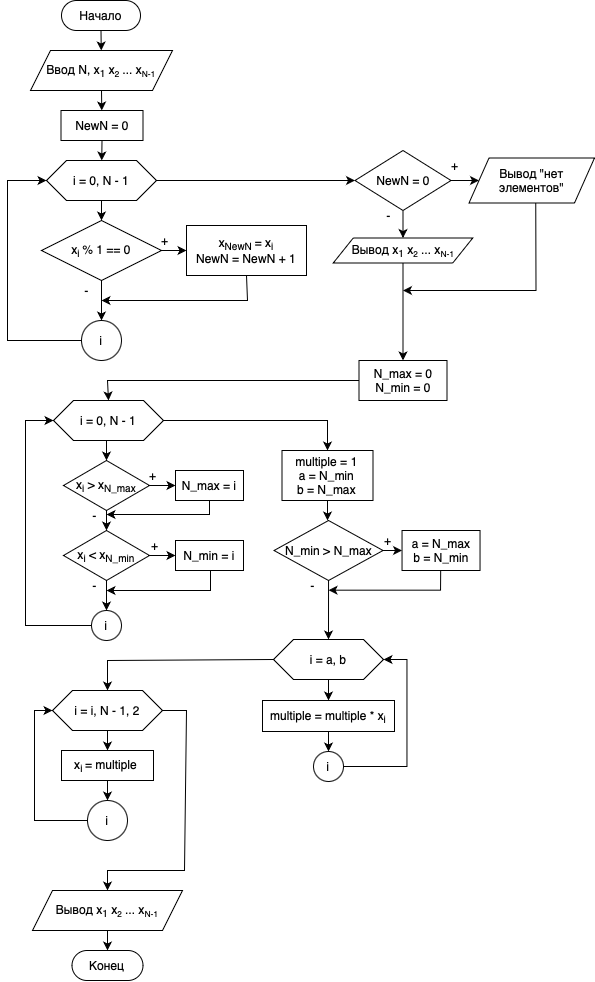 Начало
Ввод N, x1 x2 ... xN-1
NewN = 0
i = 0, N - 1
NewN = 0
+
Вывод "нет
элементов"
-
xi % 1 == 0
+
xNewN = xi
NewN = NewN + 1
-
Вывод x1 x2 ... xN-1
i
N_max = 0
N_min = 0
i = 0, N - 1
multiple = 1
a = N_min
b = N_max
xi > xN_max
+
N_max = i
-
xi < xN_min
+
N_min = i
-
i
N_min > N_max
+
a = N_max
b = N_min
-
i = a, b
multiple = multiple * xi
i
i = i, N - 1, 2
xi = multiple
i
Вывод x1 x2 ... xN-1
Конец